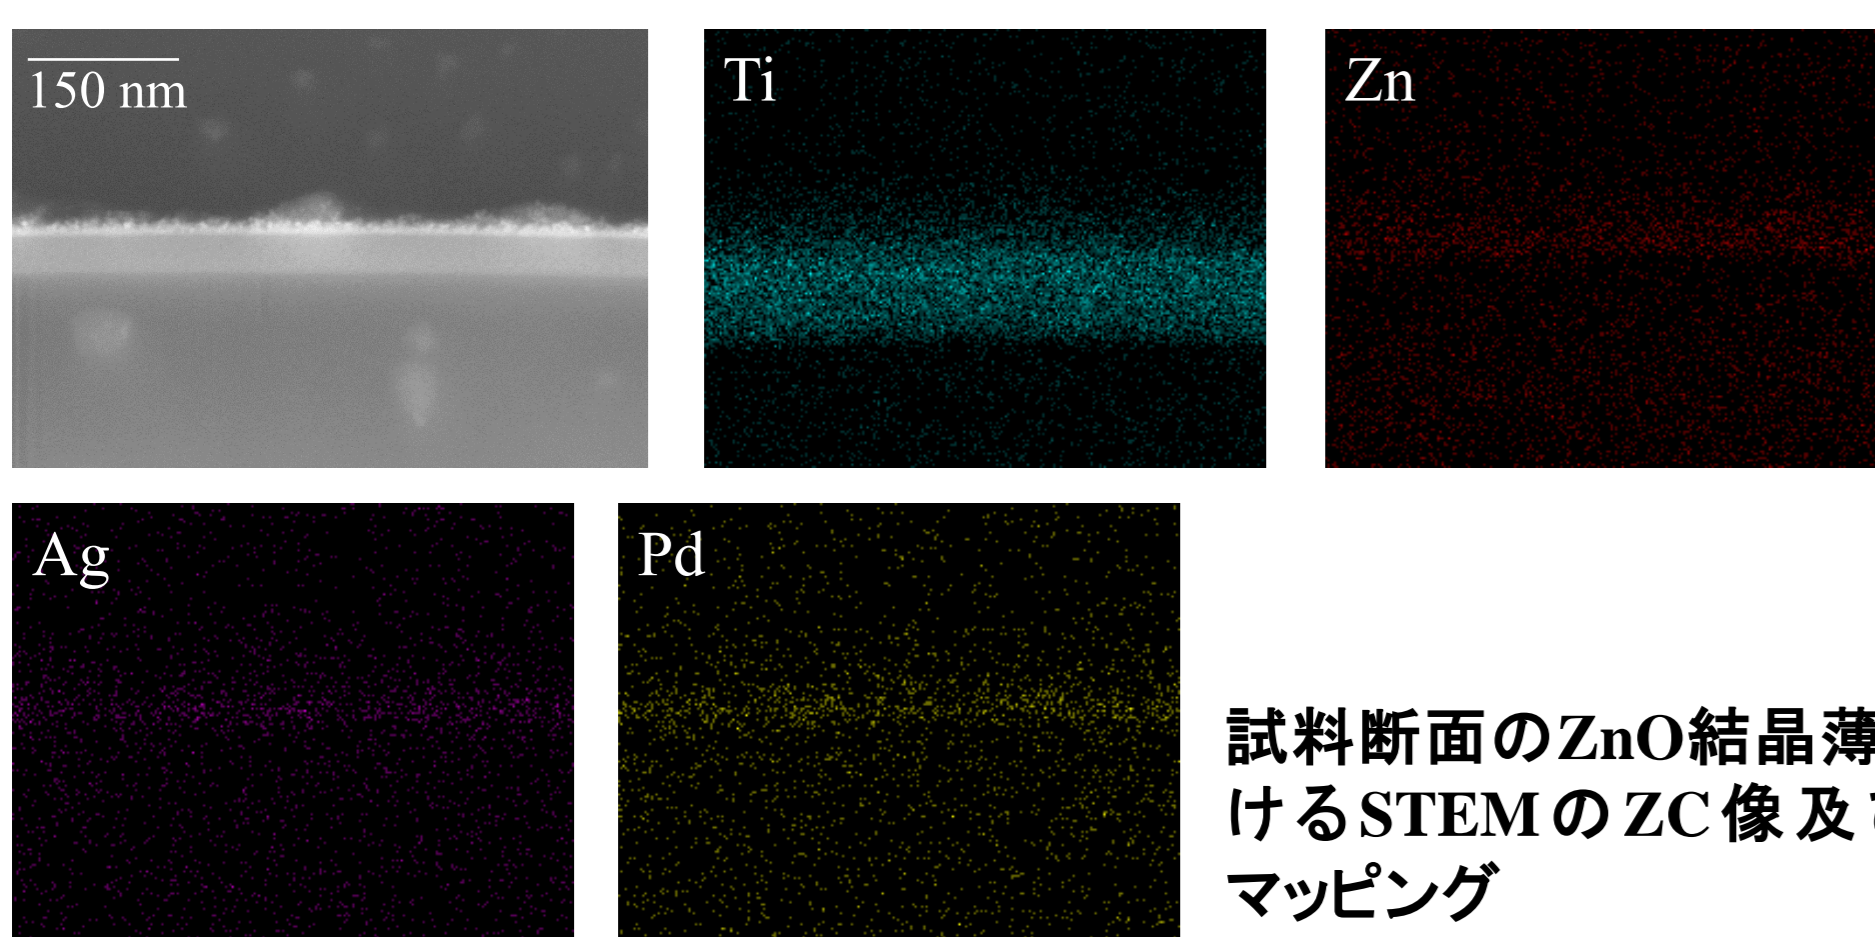 150 nm
Ti
Zn
Ag
Pd
試料断面のZnO結晶薄
けるSTEMのZC像及
マッピング